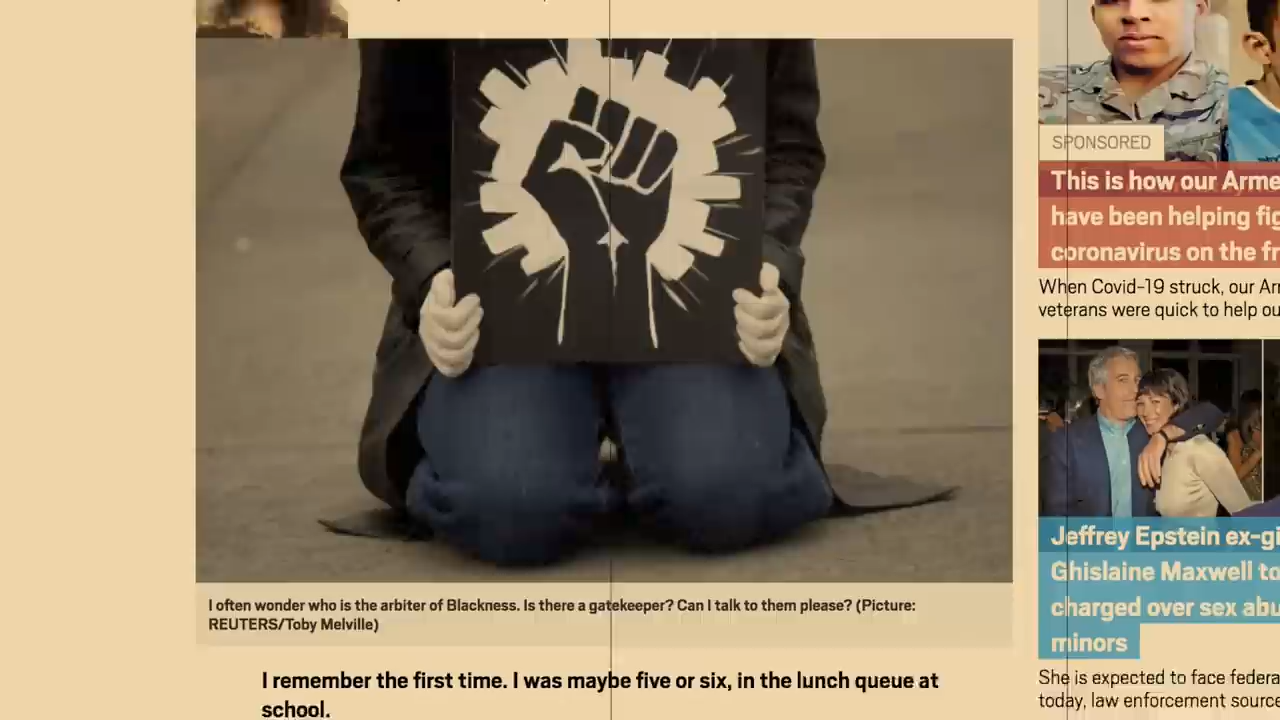 I often wonder who is the arbiter of Blackness. Is there a gatekeeper? Can I talk to them please? (Picture:
REUTERS/Toby Melville)
I remember the first time. I was maybe five or six, in the lunch queue at
school.
SPONSORED
This is how our Arme
have been helping fig
coronavirus on the fr
When Covid-19 struck, our Arm
veterans were quick to help ou
Jeffrey Epstein ex-gi
Ghislaine Maxwell to
charged over sex abu
minors
She is expected to face federa
today, law enforcement source